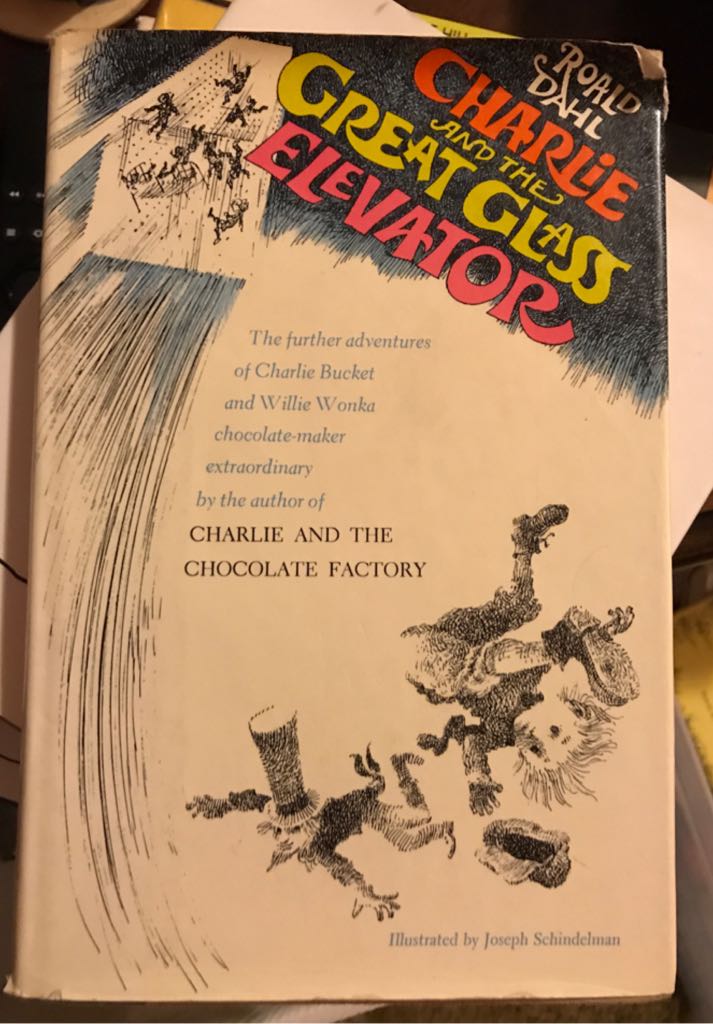 ROALD
DAHL
CHARLIE
AND THE
GREAT GLASS
ELEVATOR
The further adventures
of Charlie Bucket
and Willie Wonka
chocolate-maker
extraordinary
by the author of
CHARLIE AND THE
CHOCOLATE FACTORY
Illustrated by Joseph Schindelman